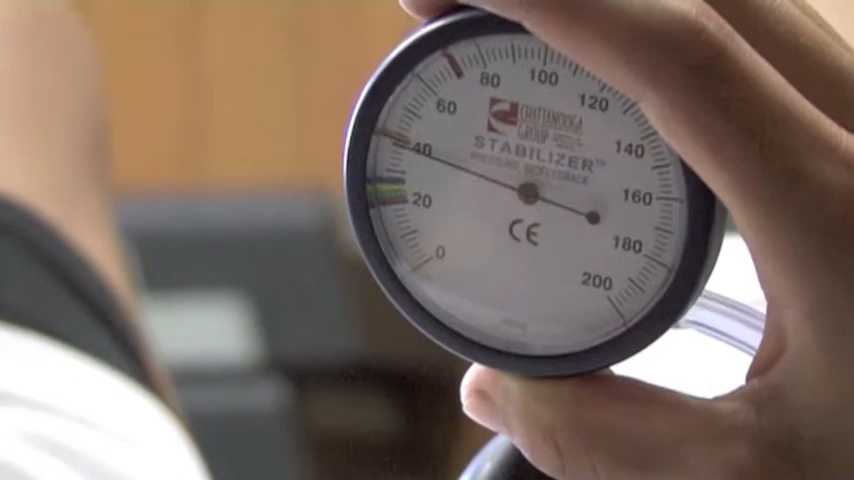 0
20
40
60
80
100
120
140
160
180
200
CHATTANOOGA
GROUP
STABILIZER™
PRESSURE BIOFEEDBACK
CE